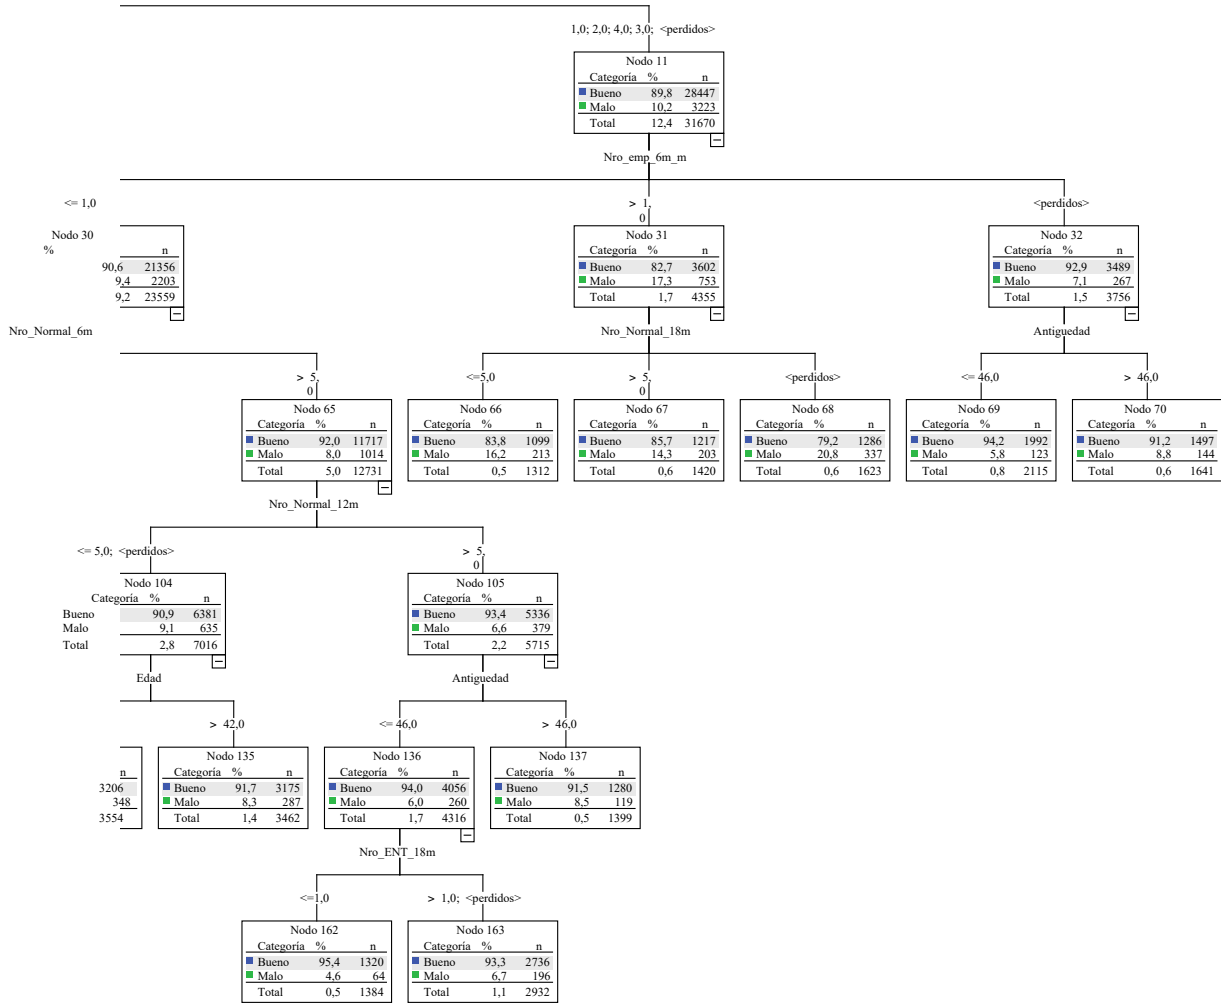 1,0; 2,0; 4,0; 3,0; <perdidos>
Nodo 11
Categoría % n
Bueno 89,8 28447
Malo 10,2 3223
Total 12,4 31670
Nro_emp_6m_m
<= 1,0
> 1,
0
<perdidos>
Nodo 30
% n
90,6 21356
9,4 2203
9,2 23559
Nodo 31
Categoría % n
Bueno 82,7 3602
Malo 17,3 753
Total 1,7 4355
Nodo 32
Categoría % n
Bueno 92,9 3489
Malo 7,1 267
Total 1,5 3756
Nro_Normal_6m
Nro_Normal_18m
Antiguedad
> 5,
0
<=5,0
> 5,
0
<perdidos>
<= 46,0
> 46,0
Nodo 65
Categoría % n
Bueno 92,0 11717
Malo 8,0 1014
Total 5,0 12731
Nodo 66
Categoría % n
Bueno 83,8 1099
Malo 16,2 213
Total 0,5 1312
Nodo 67
Categoría % n
Bueno 85,7 1217
Malo 14,3 203
Total 0,6 1420
Nodo 68
Categoría % n
Bueno 79,2 1286
Malo 20,8 337
Total 0,6 1623
Nodo 69
Categoría % n
Bueno 94,2 1992
Malo 5,8 123
Total 0,8 2115
Nodo 70
Categoría % n
Bueno 91,2 1497
Malo 8,8 144
Total 0,6 1641
Nro_Normal_12m
<= 5,0; <perdidos>
> 5,
0
Nodo 104
Categoría % n
Bueno 90,9 6381
Malo 9,1 635
Total 2,8 7016
Nodo 105
Categoría % n
Bueno 93,4 5336
Malo 6,6 379
Total 2,2 5715
Edad
Antiguedad
> 42,0
<= 46,0
> 46,0
n
3206
348
3554
Nodo 135
Categoría % n
Bueno 91,7 3175
Malo 8,3 287
Total 1,4 3462
Nodo 136
Categoría % n
Bueno 94,0 4056
Malo 6,0 260
Total 1,7 4316
Nodo 137
Categoría % n
Bueno 91,5 1280
Malo 8,5 119
Total 0,5 1399
Nro_ENT_18m
<=1,0
> 1,0; <perdidos>
Nodo 162
Categoría % n
Bueno 95,4 1320
Malo 4,6 64
Total 0,5 1384
Nodo 163
Categoría % n
Bueno 93,3 2736
Malo 6,7 196
Total 1,1 2932